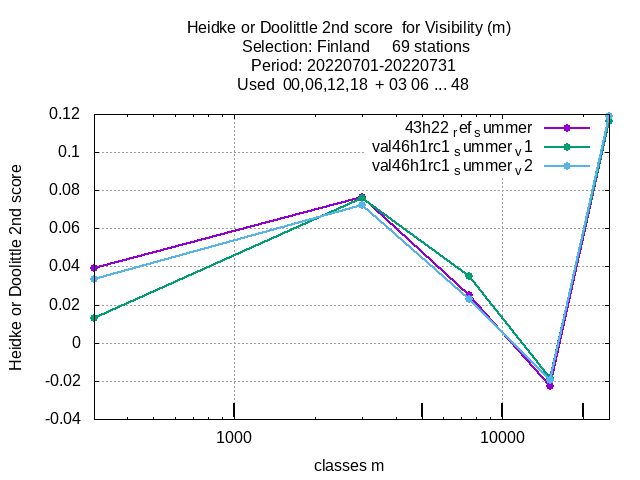 Heidke or Doolittle 2nd score  for Visibility (m)
Selection: Finland     69 stations
Period: 20220701-20220731
Used  00,06,12,18  + 03 06 ... 48
43h22 ref summer
val46h1rc1 summer v1
val46h1rc1 summer v2
Heidke or Doolittle 2nd score
0.12
0.1
0.08
0.06
0.04
0.02
0
-0.02
-0.04
1000
10000
classes m